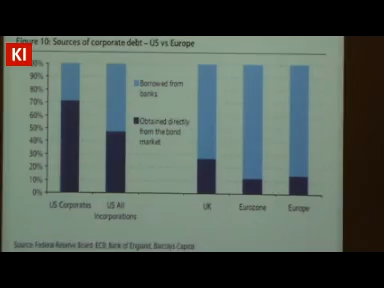 KI
Figure 10: Sources of corporate debt - US vs Europe
100%
90%
80%
70%
60%
50%
40%
30%
20%
10%
0%
Borrowed from
banks
Obtained directly
from the bond
market
US Corporates
US All
Incorporations
UK
Eurozone
Europe
Source: Federal Reserve Board, ECB, Bank of England, Barclays Capital